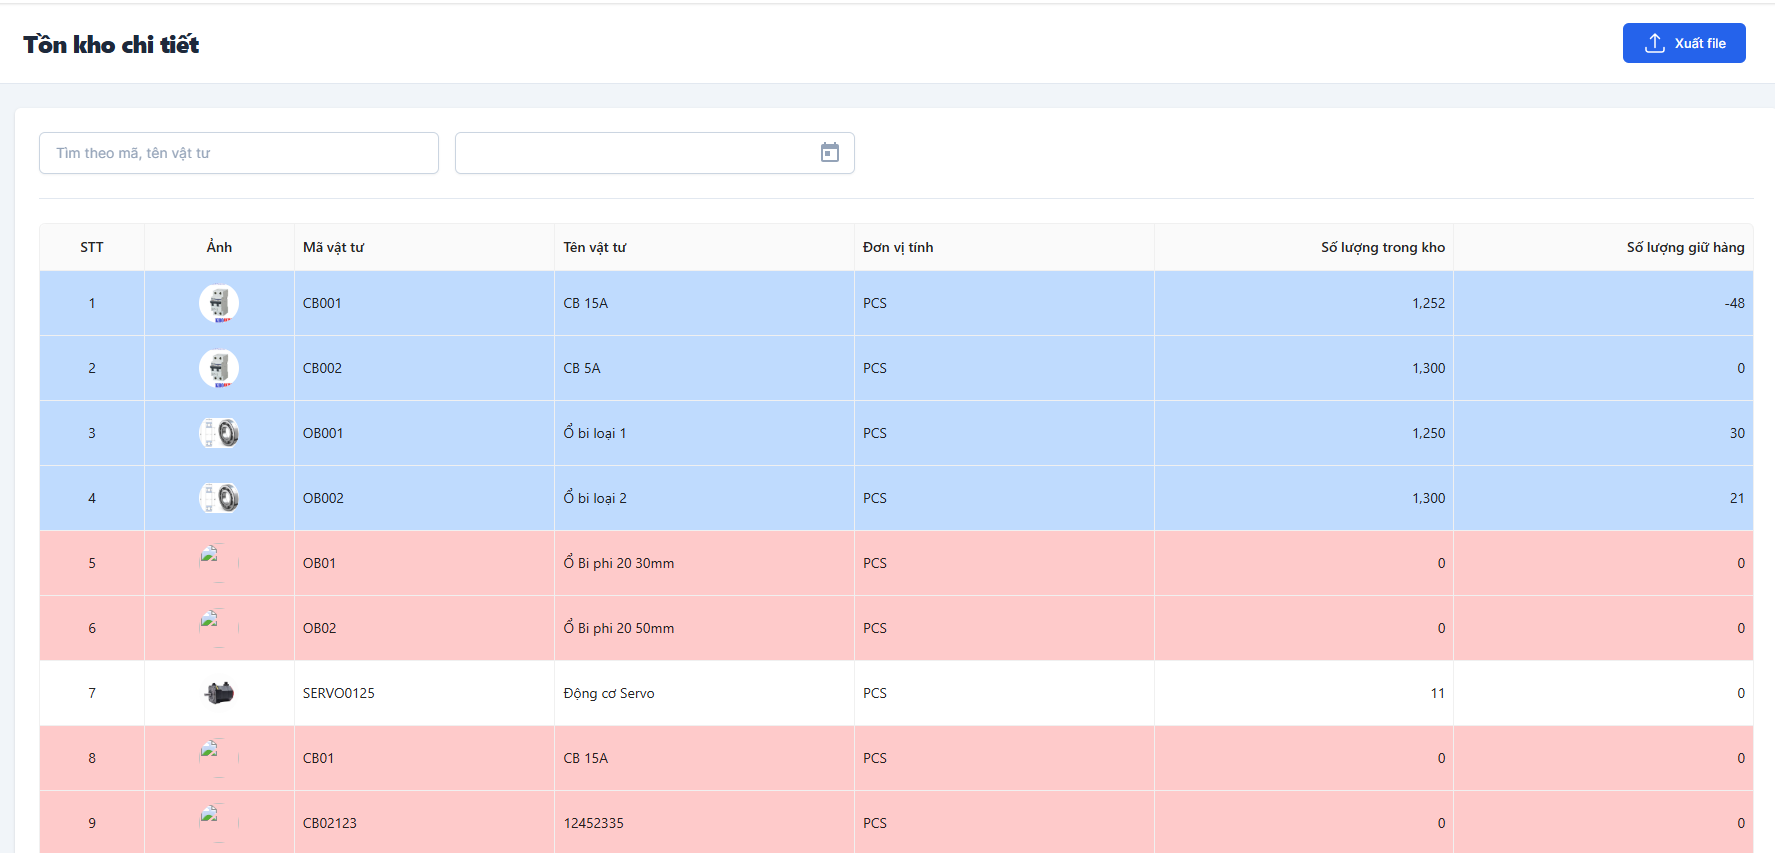 Tồn kho chi tiết
Xuất file
Tìm theo mã, tên vật tư
STT Ảnh Mã vật tư Tên vật tư Đơn vị tính Số lượng trong kho Số lượng giữ hàng
1 CB001 CB 15A PCS 1,252 -48
2 CB002 CB 5A PCS 1,300 0
3 OB001 Ổ bi loại 1 PCS 1,250 30
4 OB002 Ổ bi loại 2 PCS 1,300 21
5 OB01 Ổ Bi phi 20 30mm PCS 0 0
6 OB02 Ổ Bi phi 20 50mm PCS 0 0
7 SERVO0125 Động cơ Servo PCS 11 0
8 CB01 CB 15A PCS 0 0
9 CB02123 12452335 PCS 0 0